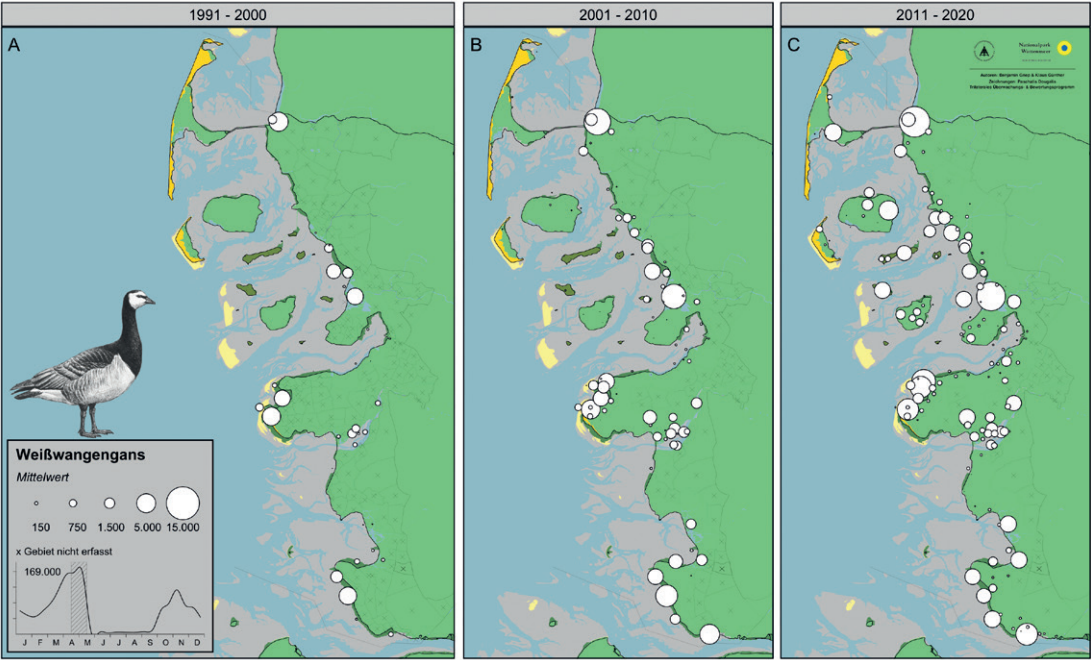 1991 - 2000
2001 - 2010
2011 - 2020
A
B
C
Nationalpark
Wattenmeer
Weißwangengans
Mittelwert
150 750 1.500 5.000 15.000
x Gebiet nicht erfasst
169.000
J F M A M J J A S O N D